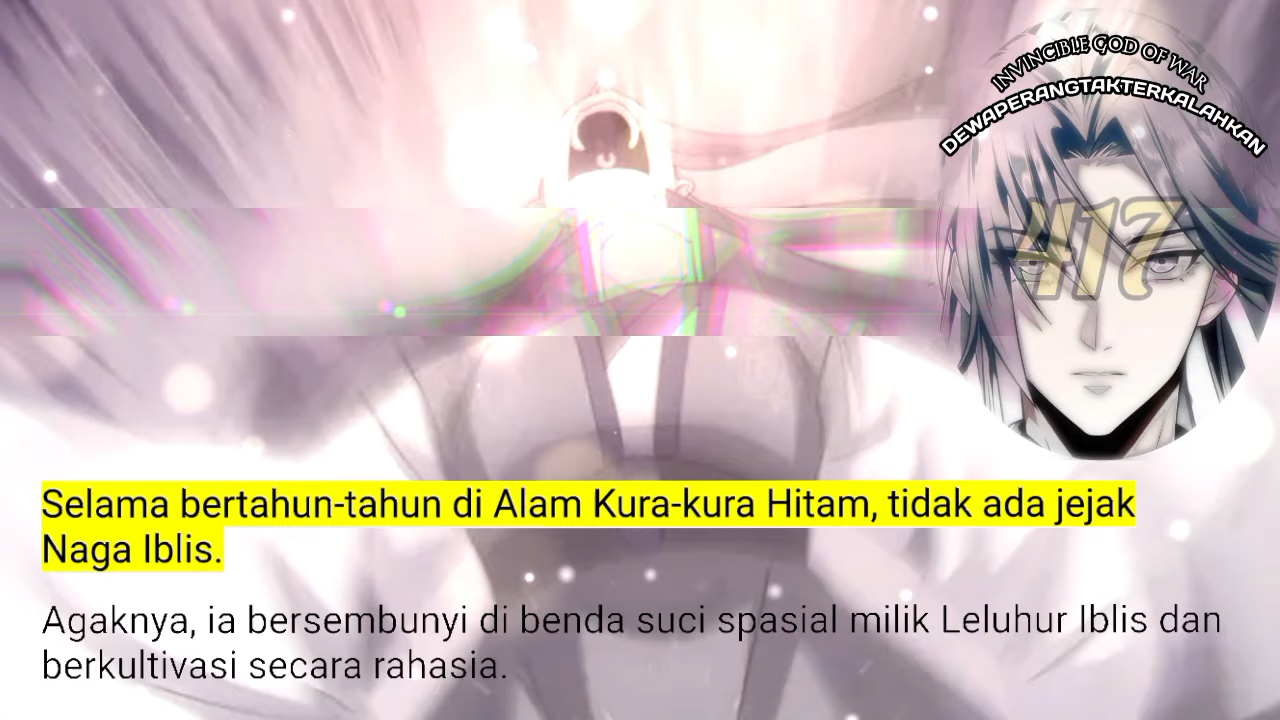 INVINCIBLE GOD OF WAR
DEWAPERANGTAKTERKALAHKAN
417
Selama bertahun-tahun di Alam Kura-kura Hitam, tidak ada jejak
Naga Iblis.
Agaknya, ia bersembunyi di benda suci spasial milik Leluhur Iblis dan
berkultivasi secara rahasia.